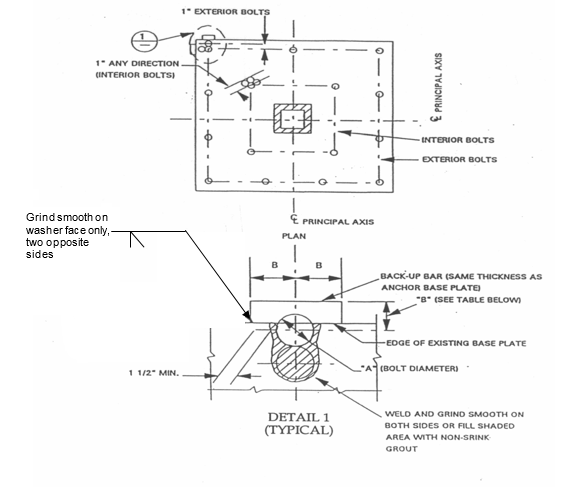 1" EXTERIOR BOLTS
1
1" ANY DIRECTION
(INTERIOR BOLTS)
℄ PRINCIPAL AXIS
INTERIOR BOLTS
EXTERIOR BOLTS
℄ PRINCIPAL AXIS
PLAN
Grind smooth on
washer face only,
two opposite
sides
B
B
BACK-UP BAR (SAME THICKNESS AS
ANCHOR BASE PLATE)
"B" (SEE TABLE BELOW)
EDGE OF EXISTING BASE PLATE
"A" (BOLT DIAMETER)
1 1/2" MIN.
DETAIL 1
(TYPICAL)
WELD AND GRIND SMOOTH ON
BOTH SIDES OR FILL SHADED
AREA WITH NON-SRINK
GROUT